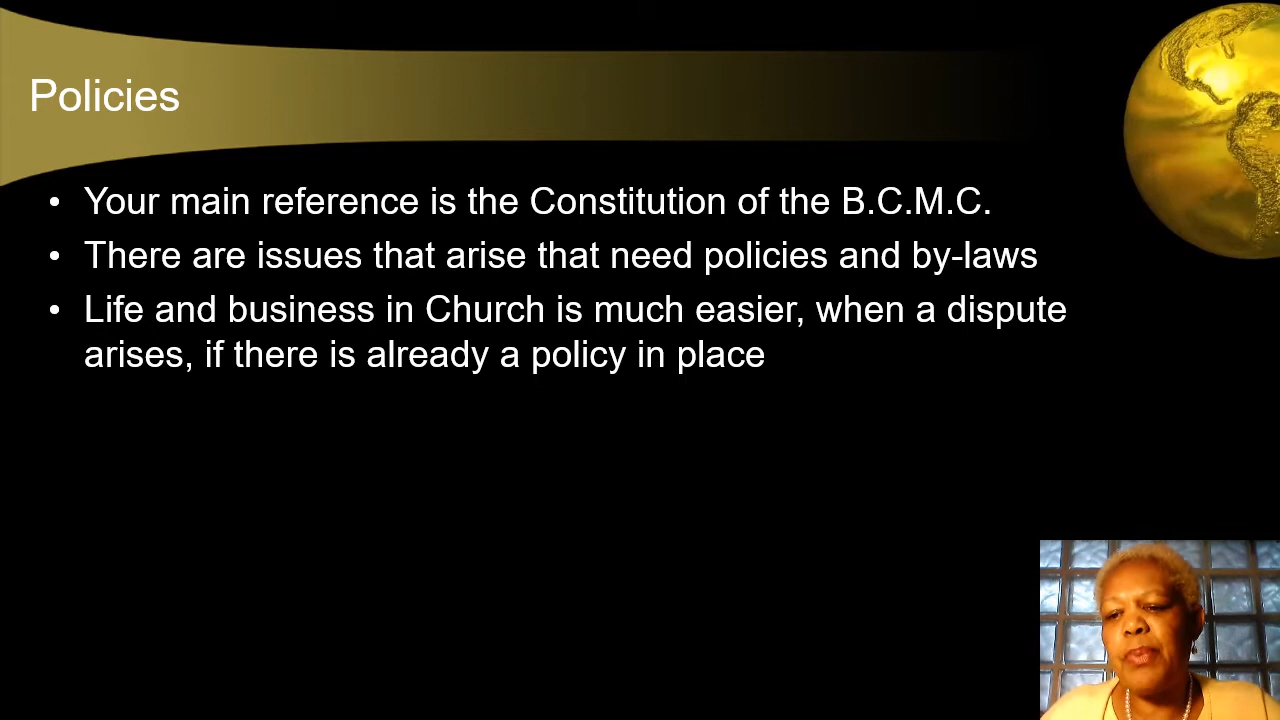 Policies
• Your main reference is the Constitution of the B.C.M.C.
• There are issues that arise that need policies and by-laws
• Life and business in Church is much easier, when a dispute
arises, if there is already a policy in place